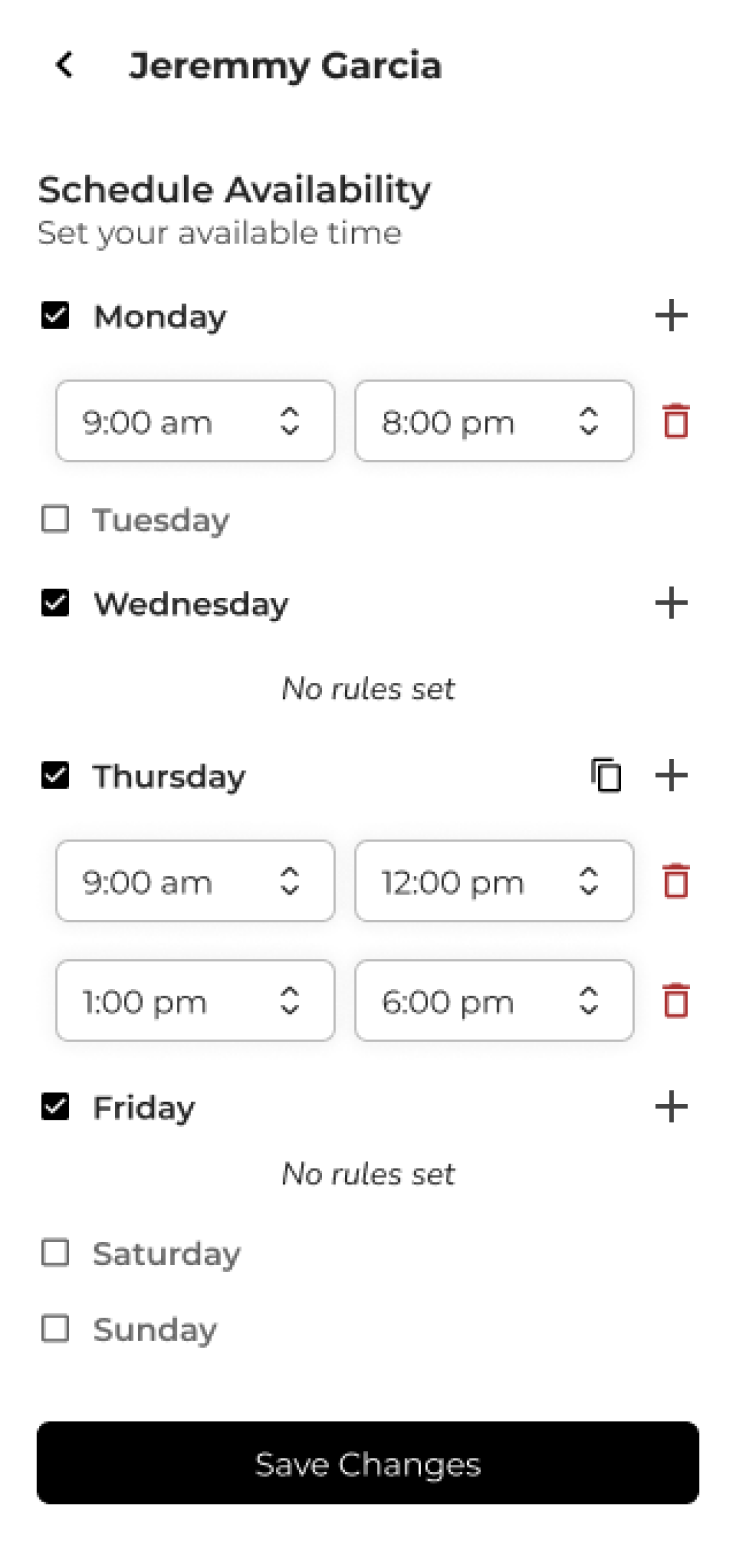 Jeremmy Garcia
Schedule Availability
Set your available time
Monday
9:00 am 8:00 pm
Tuesday
Wednesday
No rules set
Thursday
9:00 am 12:00 pm
1:00 pm 6:00 pm
Friday
No rules set
Saturday
Sunday
Save Changes